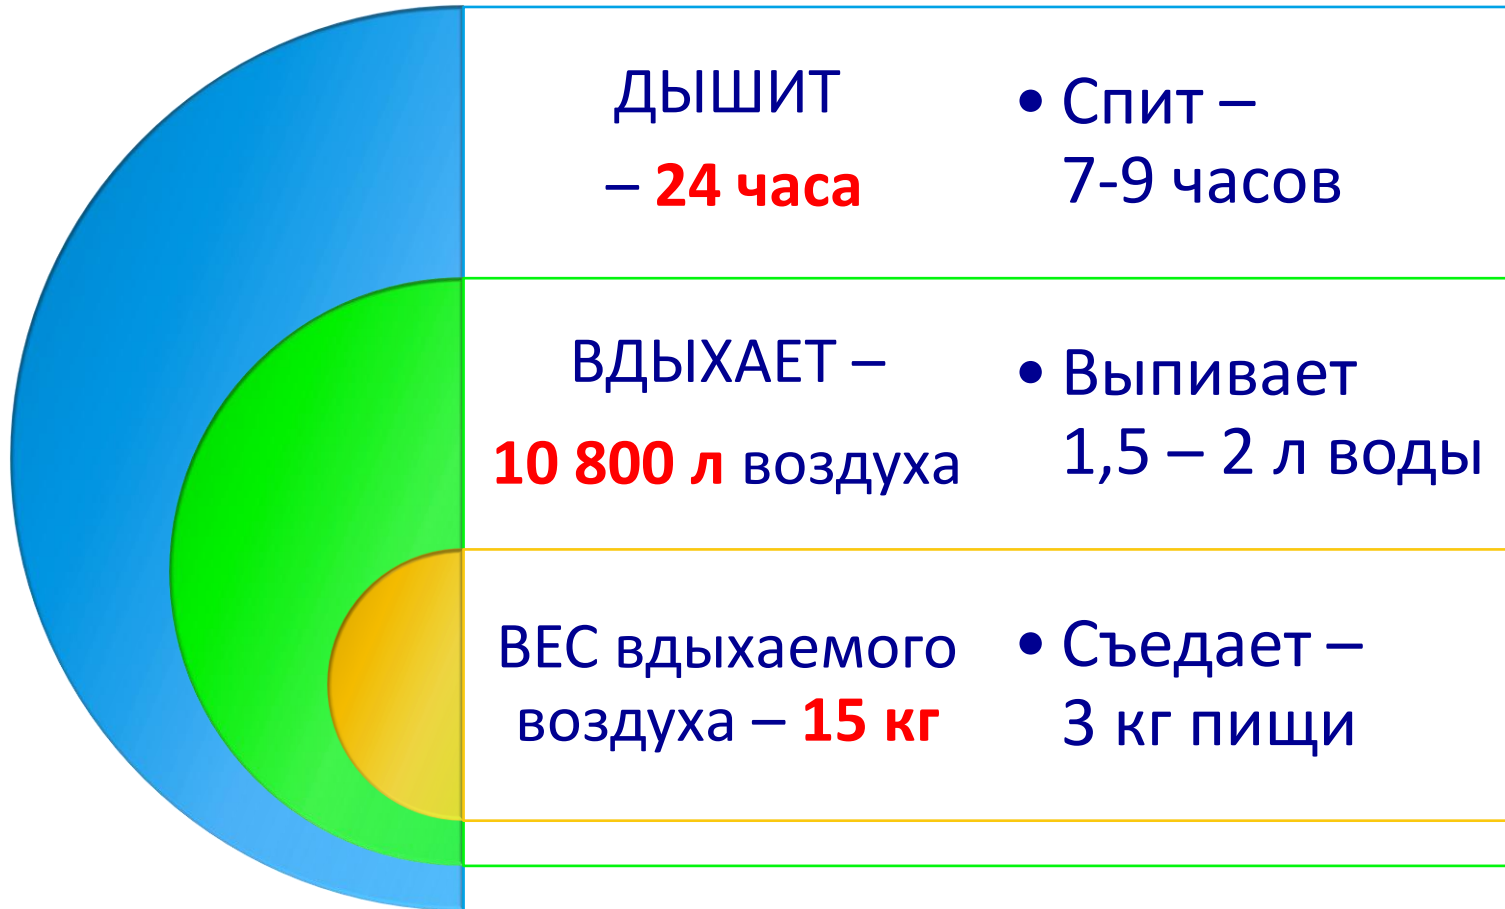 ДЫШИТ
– 24 часа
• Спит –
7-9 часов
ВДЫХАЕТ –
10 800 л воздуха
• Выпивает
1,5 – 2 л воды
ВЕС вдыхаемого
воздуха – 15 кг
• Съедает –
3 кг пищи